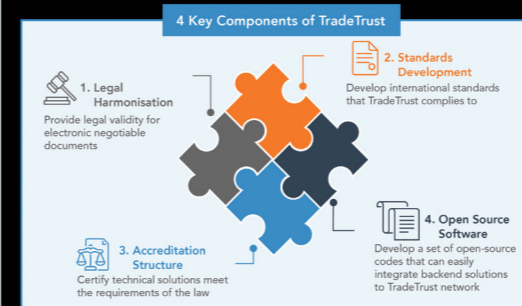 4 Key Components of TradeTrust
1. Legal
Harmonisation
Provide legal validity for
electronic negotiable
documents
2. Standards
Development
Develop international standards
that TradeTrust complies to
3. Accreditation
Structure
Certify technical solutions meet
the requirements of the law
4. Open Source
Software
Develop a set of open-source
codes that can easily
integrate backend solutions
to TradeTrust network